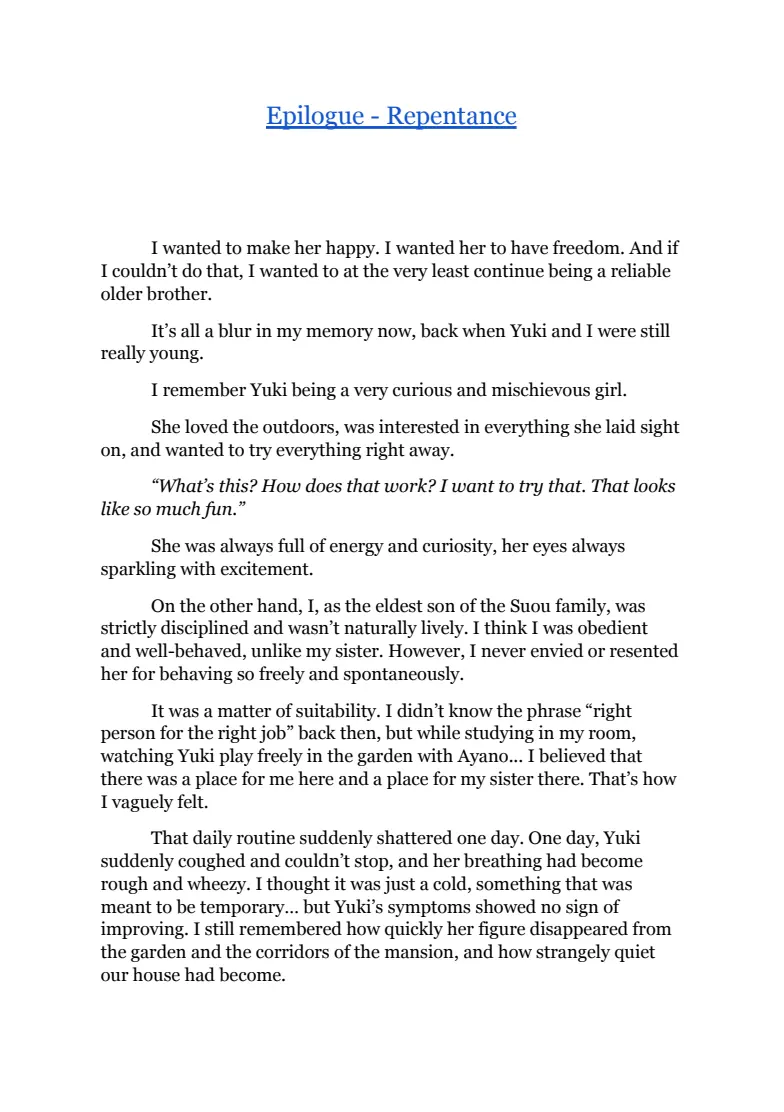 Epilogue - Repentance
I wanted to make her happy. I wanted her to have freedom. And if
I couldn’t do that, I wanted to at the very least continue being a reliable
older brother.
It’s all a blur in my memory now, back when Yuki and I were still
really young.
I remember Yuki being a very curious and mischievous girl.
She loved the outdoors, was interested in everything she laid sight
on, and wanted to try everything right away.
“What’s this? How does that work? I want to try that. That looks
like so much fun.”
She was always full of energy and curiosity, her eyes always
sparkling with excitement.
On the other hand, I, as the eldest son of the Suou family, was
strictly disciplined and wasn’t naturally lively. I think I was obedient
and well-behaved, unlike my sister. However, I never envied or resented
her for behaving so freely and spontaneously.
It was a matter of suitability. I didn’t know the phrase “right
person for the right job” back then, but while studying in my room,
watching Yuki play freely in the garden with Ayano... I believed that
there was a place for me here and a place for my sister there. That’s how
I vaguely felt.
That daily routine suddenly shattered one day. One day, Yuki
suddenly coughed and couldn’t stop, and her breathing had become
rough and wheezy. I thought it was just a cold, something that was
meant to be temporary... but Yuki’s symptoms showed no sign of
improving. I still remembered how quickly her figure disappeared from
the garden and the corridors of the mansion, and how strangely quiet
our house had become.